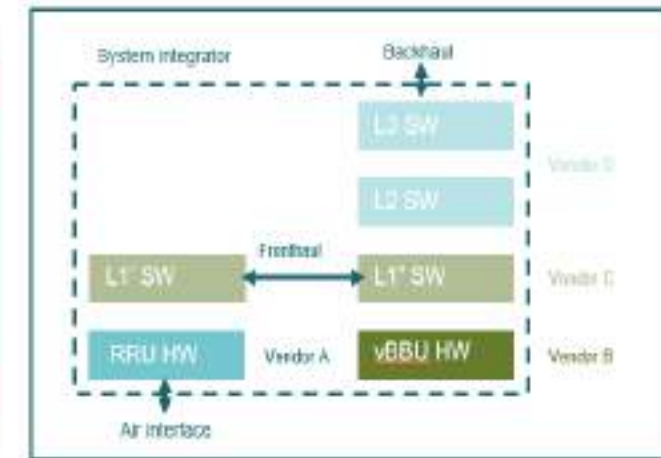 System integrator
Backhaul
L3 SW
Vendor D
L2 SW
Fronthaul
L1' SW
L1" SW
Vendor C
RRU HW
Vendor A
vBBU HW
Vendor B
Air interface